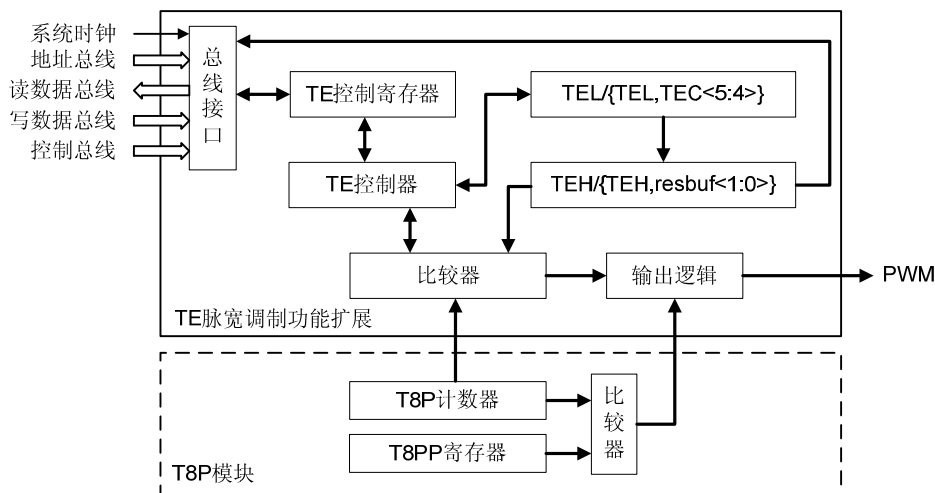 系统时钟
地址总线
读数据总线
写数据总线
控制总线
总线接口
TE控制寄存器
TEL/{TEL,TEC<5:4>}
TE控制器
TEH/{TEH,resbuf<1:0>}
比较器
输出逻辑
PWM
TE脉宽调制功能扩展
T8P计数器
比较器
T8PP寄存器
T8P模块